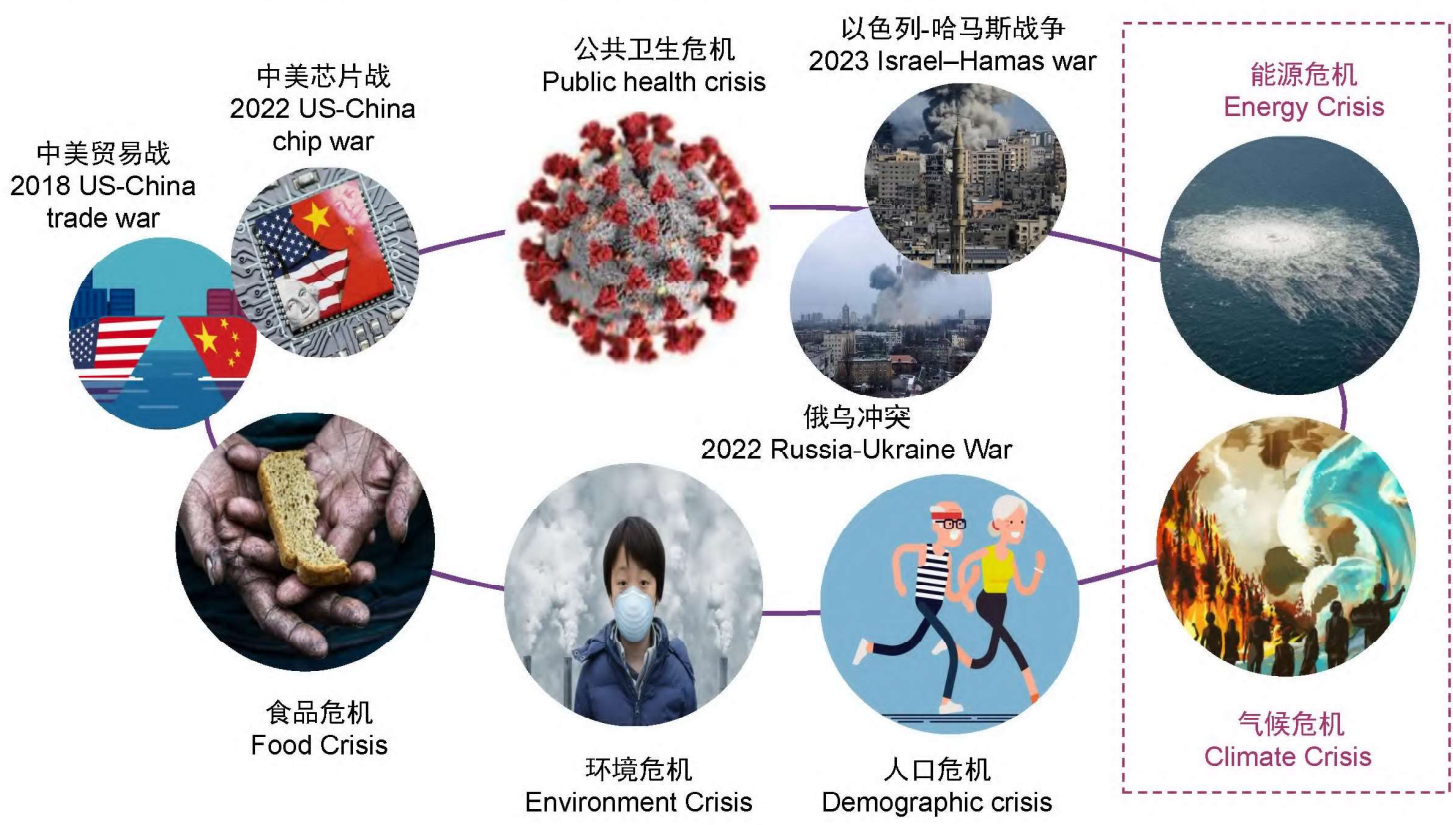 中美贸易战
2018 US-China
trade war
中美芯片战
2022 US-China
chip war
公共卫生危机
Public health crisis
以色列-哈马斯战争
2023 Israel–Hamas war
能源危机
Energy Crisis
俄乌冲突
2022 Russia-Ukraine War
食品危机
Food Crisis
环境危机
Environment Crisis
人口危机
Demographic crisis
气候危机
Climate Crisis